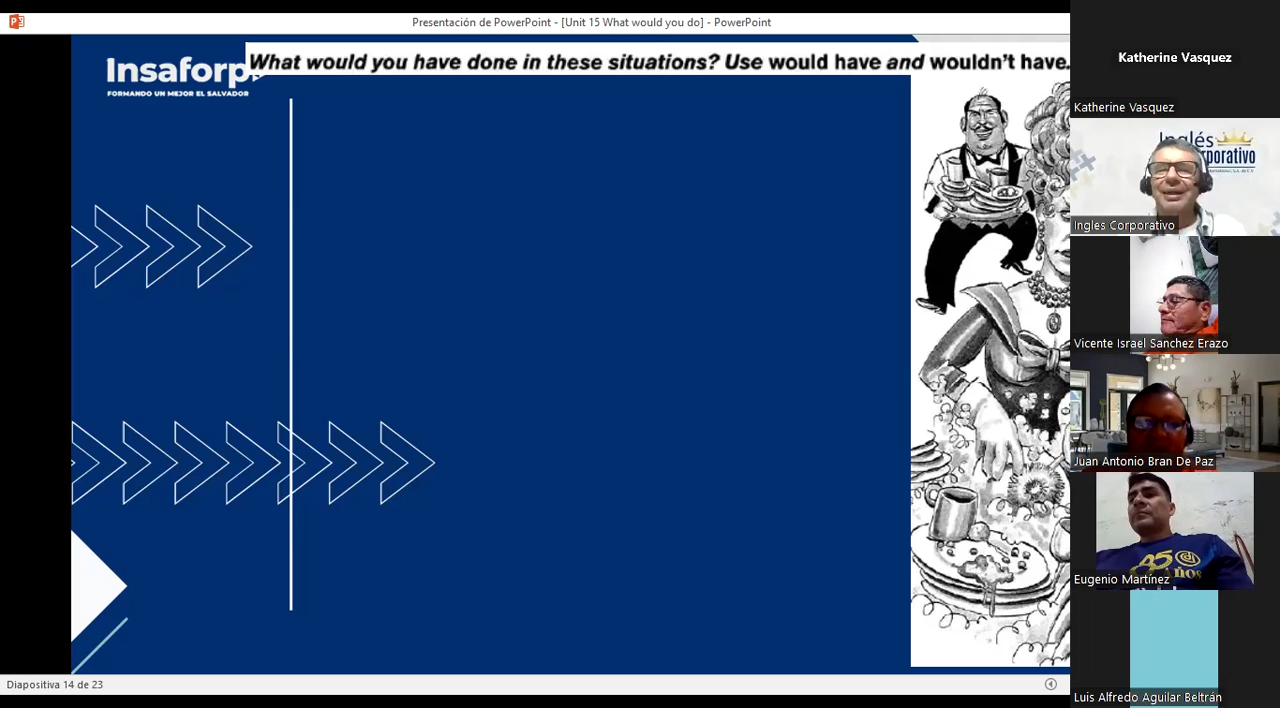 Presentación de PowerPoint - [Unit 15 What would you do] - PowerPoint
Insaforp
FORMANDO UN MEJOR EL SALVADOR
What would you have done in these situations? Use would have and wouldn't have.
Katherine Vasquez
Katherine Vasquez
Inglés
Corporativo
Ingles Corporativo
Vicente Israel Sanchez Erazo
Juan Antonio Bran De Paz
Eugenio Martínez
Luis Alfredo Aguilar Beltrán
Diapositiva 14 de 23